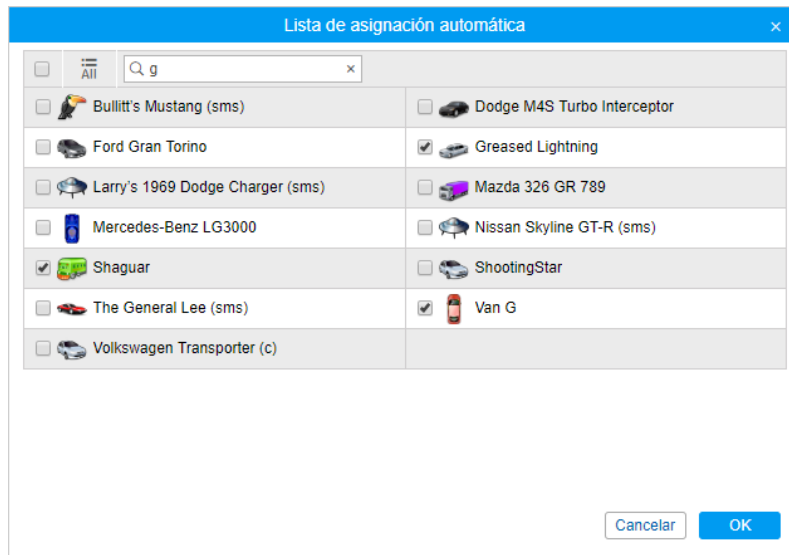 Lista de asignación automática ×
All g ×
Bullitt's Mustang (sms) Dodge M4S Turbo Interceptor
Ford Gran Torino Greased Lightning
Larry's 1969 Dodge Charger (sms) Mazda 326 GR 789
Mercedes-Benz LG3000 Nissan Skyline GT-R (sms)
Shaguar ShootingStar
The General Lee (sms) Van G
Volkswagen Transporter (c)
Cancelar OK